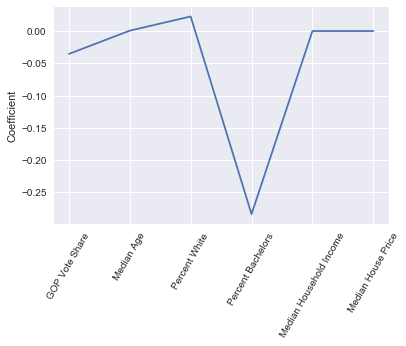 0.00
−0.05
−0.10
−0.15
−0.20
−0.25
Coefficient
GOP Vote Share
Median Age
Percent White
Percent Bachelors
Median Household Income
Median House Price